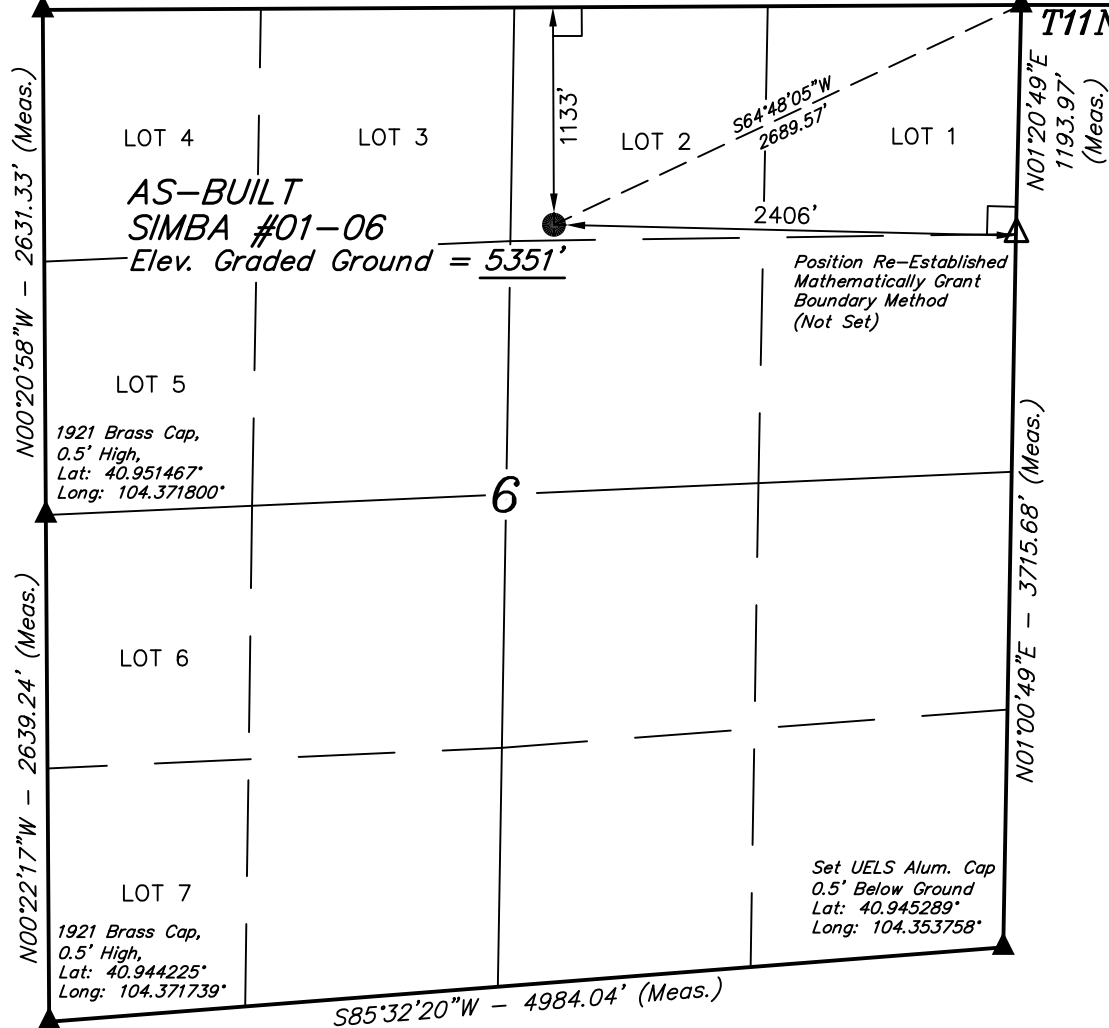 T11N
N01°20'49"E
1193.97'
(Meas.)
N00°20'58"W - 2631.33' (Meas.)
1133'
S64°48'05"W
2689.57'
LOT 4
LOT 3
LOT 2
LOT 1
AS-BUILT
SIMBA #01-06
Elev. Graded Ground = 5351'
2406'
Position Re-Established
Mathematically Grant
Boundary Method
(Not Set)
LOT 5
1921 Brass Cap,
0.5' High,
Lat: 40.951467°
Long: 104.371800°
6
N01°00'49"E - 3715.68' (Meas.)
N00°22'17"W - 2639.24' (Meas.)
LOT 6
LOT 7
1921 Brass Cap,
0.5' High,
Lat: 40.944225°
Long: 104.371739°
Set UELS Alum. Cap
0.5' Below Ground
Lat: 40.945289°
Long: 104.353758°
S85°32'20"W - 4984.04' (Meas.)